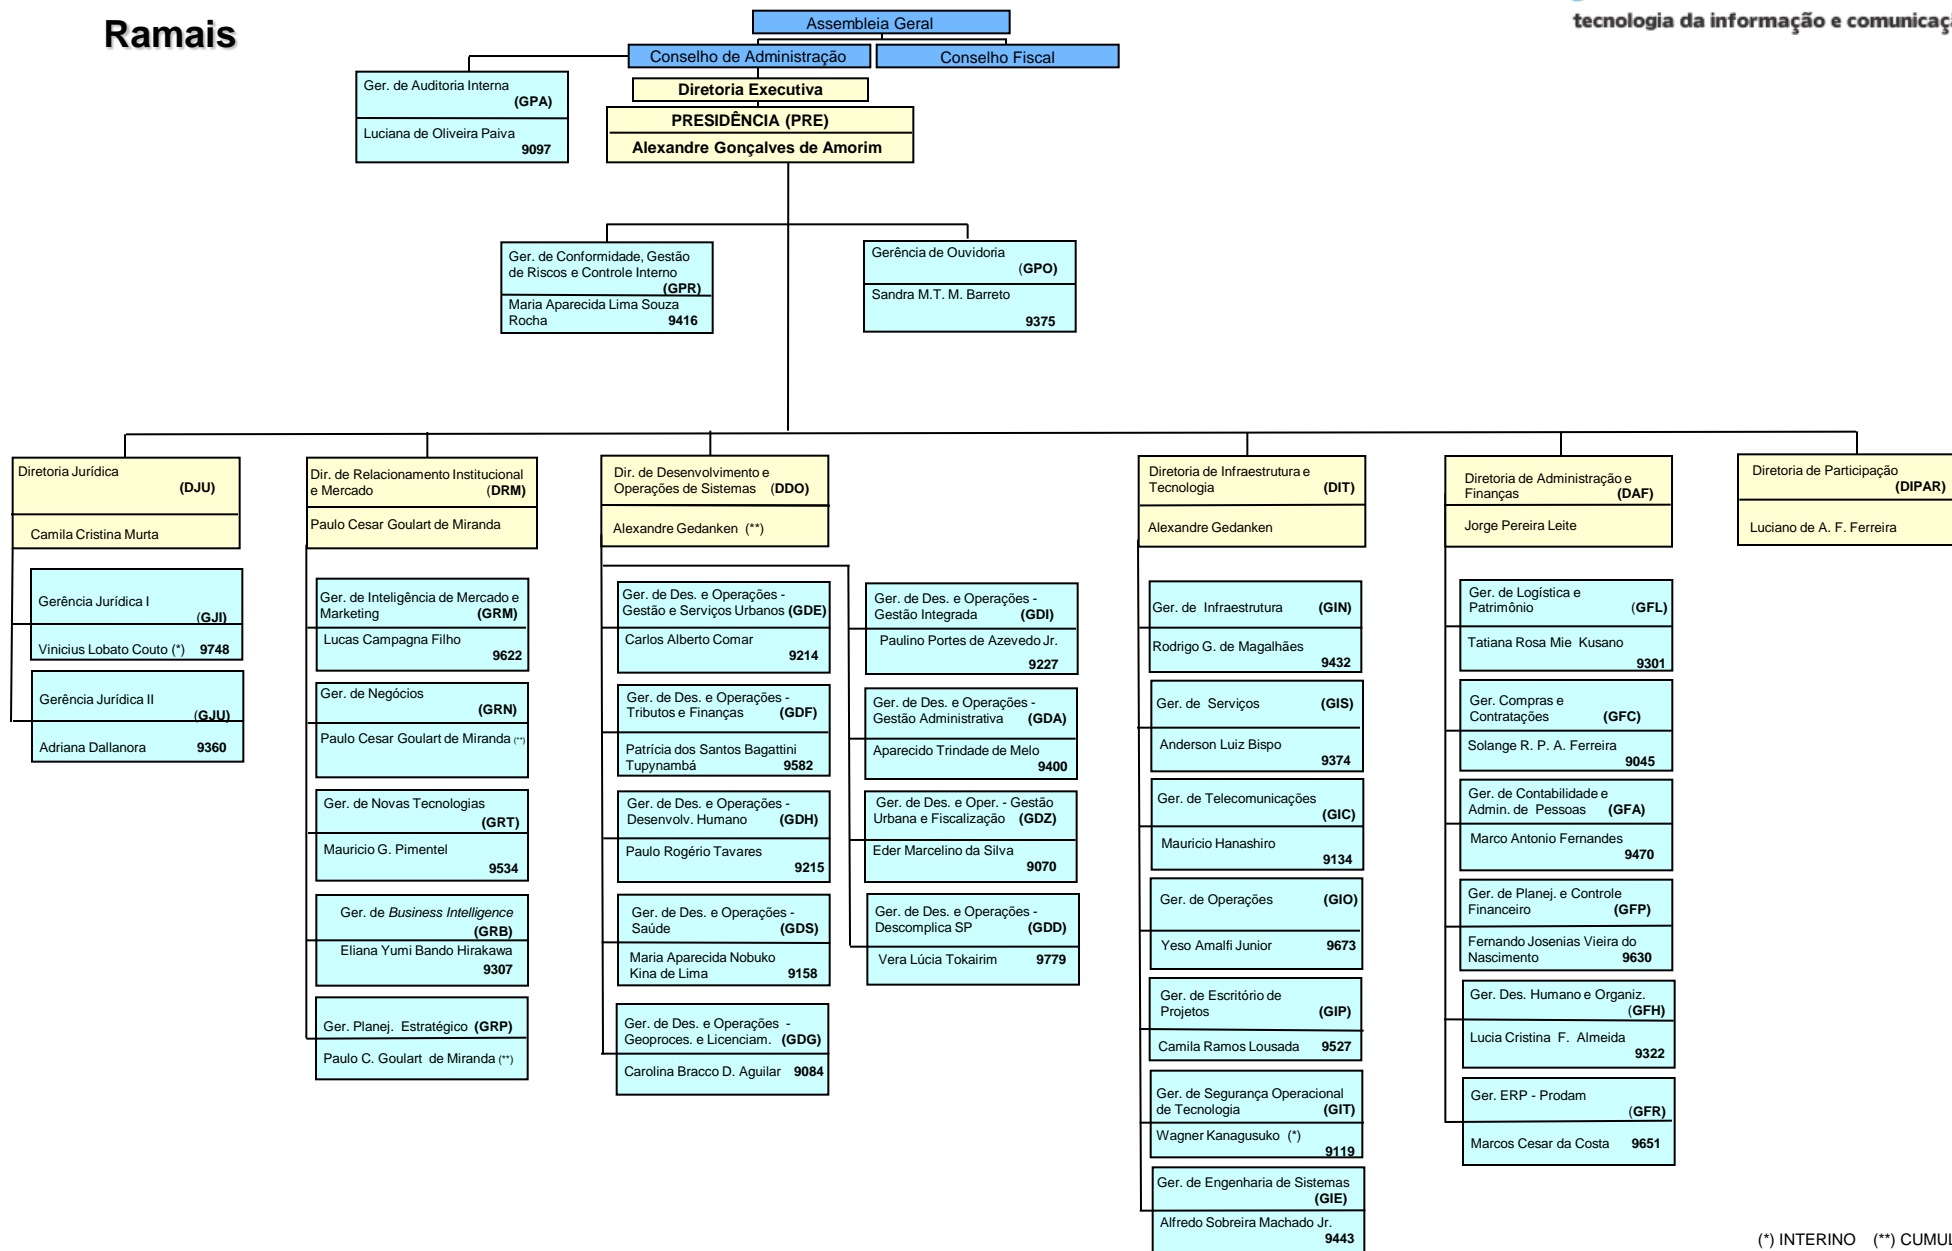 Ramais
tecnologia da informação e
Assembleia Geral
Conselho de Administração
Conselho Fiscal
Ger. de Auditoria Interna
(GPA)
Luciana de Oliveira Paiva
9097
Diretoria Executiva
PRESIDÊNCIA (PRE)
Alexandre Gonçalves de Amorim
Ger. de Conformidade, Gestão
de Riscos e Controle Interno
(GPR)
Maria Aparecida Lima Souza
Rocha 9416
Gerência de Ouvidoria
(GPO)
Sandra M.T. M. Barreto
9375
Diretoria Jurídica
(DJU)
Camila Cristina Murta
Gerência Jurídica I
(GJI)
Vinicius Lobato Couto (*) 9748
Gerência Jurídica II
(GJU)
Adriana Dallanora 9360
Dir. de Relacionamento Institucional
e Mercado (DRM)
Paulo Cesar Goulart de Miranda
Ger. de Inteligência de Mercado e
Marketing (GRM)
Lucas Campagna Filho
9622
Ger. de Negócios
(GRN)
Paulo Cesar Goulart de Miranda (**)
Ger. de Novas Tecnologias
(GRT)
Mauricio G. Pimentel
9534
Ger. de Business Intelligence
(GRB)
Eliana Yumi Bando Hirakawa
9307
Ger. Planej. Estratégico (GRP)
Paulo C. Goulart de Miranda (**)
Dir. de Desenvolvimento e
Operações de Sistemas (DDO)
Alexandre Gedanken (**)
Ger. de Des. e Operações -
Gestão e Serviços Urbanos (GDE)
Carlos Alberto Comar
9214
Ger. de Des. e Operações -
Tributos e Finanças (GDF)
Patrícia dos Santos Bagattini
Tupynambá 9582
Ger. de Des. e Operações -
Desenvolv. Humano (GDH)
Paulo Rogério Tavares
9215
Ger. de Des. e Operações -
Saúde (GDS)
Maria Aparecida Nobuko
Kina de Lima 9158
Ger. de Des. e Operações -
Geoproces. e Licenciam. (GDG)
Carolina Bracco D. Aguilar 9084
Ger. de Des. e Operações -
Gestão Integrada (GDI)
Paulino Portes de Azevedo Jr.
9227
Ger. de Des. e Operações -
Gestão Administrativa (GDA)
Aparecido Trindade de Melo
9400
Ger. de Des. e Oper. - Gestão
Urbana e Fiscalização (GDZ)
Eder Marcelino da Silva
9070
Ger. de Des. e Operações -
Descomplica SP (GDD)
Vera Lúcia Tokairim 9779
Diretoria de Infraestrutura e
Tecnologia (DIT)
Alexandre Gedanken
Ger. de Infraestrutura (GIN)
Rodrigo G. de Magalhães
9432
Ger. de Serviços (GIS)
Anderson Luiz Bispo
9374
Ger. de Telecomunicações
(GIC)
Mauricio Hanashiro
9134
Ger. de Operações (GIO)
Yeso Amalfi Junior 9673
Ger. de Escritório de
Projetos (GIP)
Camila Ramos Lousada 9527
Ger. de Segurança Operacional
de Tecnologia (GIT)
Wagner Kanagusuko (*)
9119
Ger. de Engenharia de Sistemas
(GIE)
Alfredo Sobreira Machado Jr.
9443
Diretoria de Administração e
Finanças (DAF)
Jorge Pereira Leite
Ger. de Logística e
Patrimônio (GFL)
Tatiana Rosa Mie Kusano
9301
Ger. Compras e
Contratações (GFC)
Solange R. P. A. Ferreira
9045
Ger. de Contabilidade e
Admin. de Pessoas (GFA)
Marco Antonio Fernandes
9470
Ger. de Planej. e Controle
Financeiro (GFP)
Fernando Josenias Vieira do
Nascimento 9630
Ger. Des. Humano e Organiz.
(GFH)
Lucia Cristina F. Almeida
9322
Ger. ERP - Prodam
(GFR)
Marcos Cesar da Costa 9651
Diretoria de Participação
(DIPAR)
Luciano de A. F. Ferreira
(*) INTERINO (**)